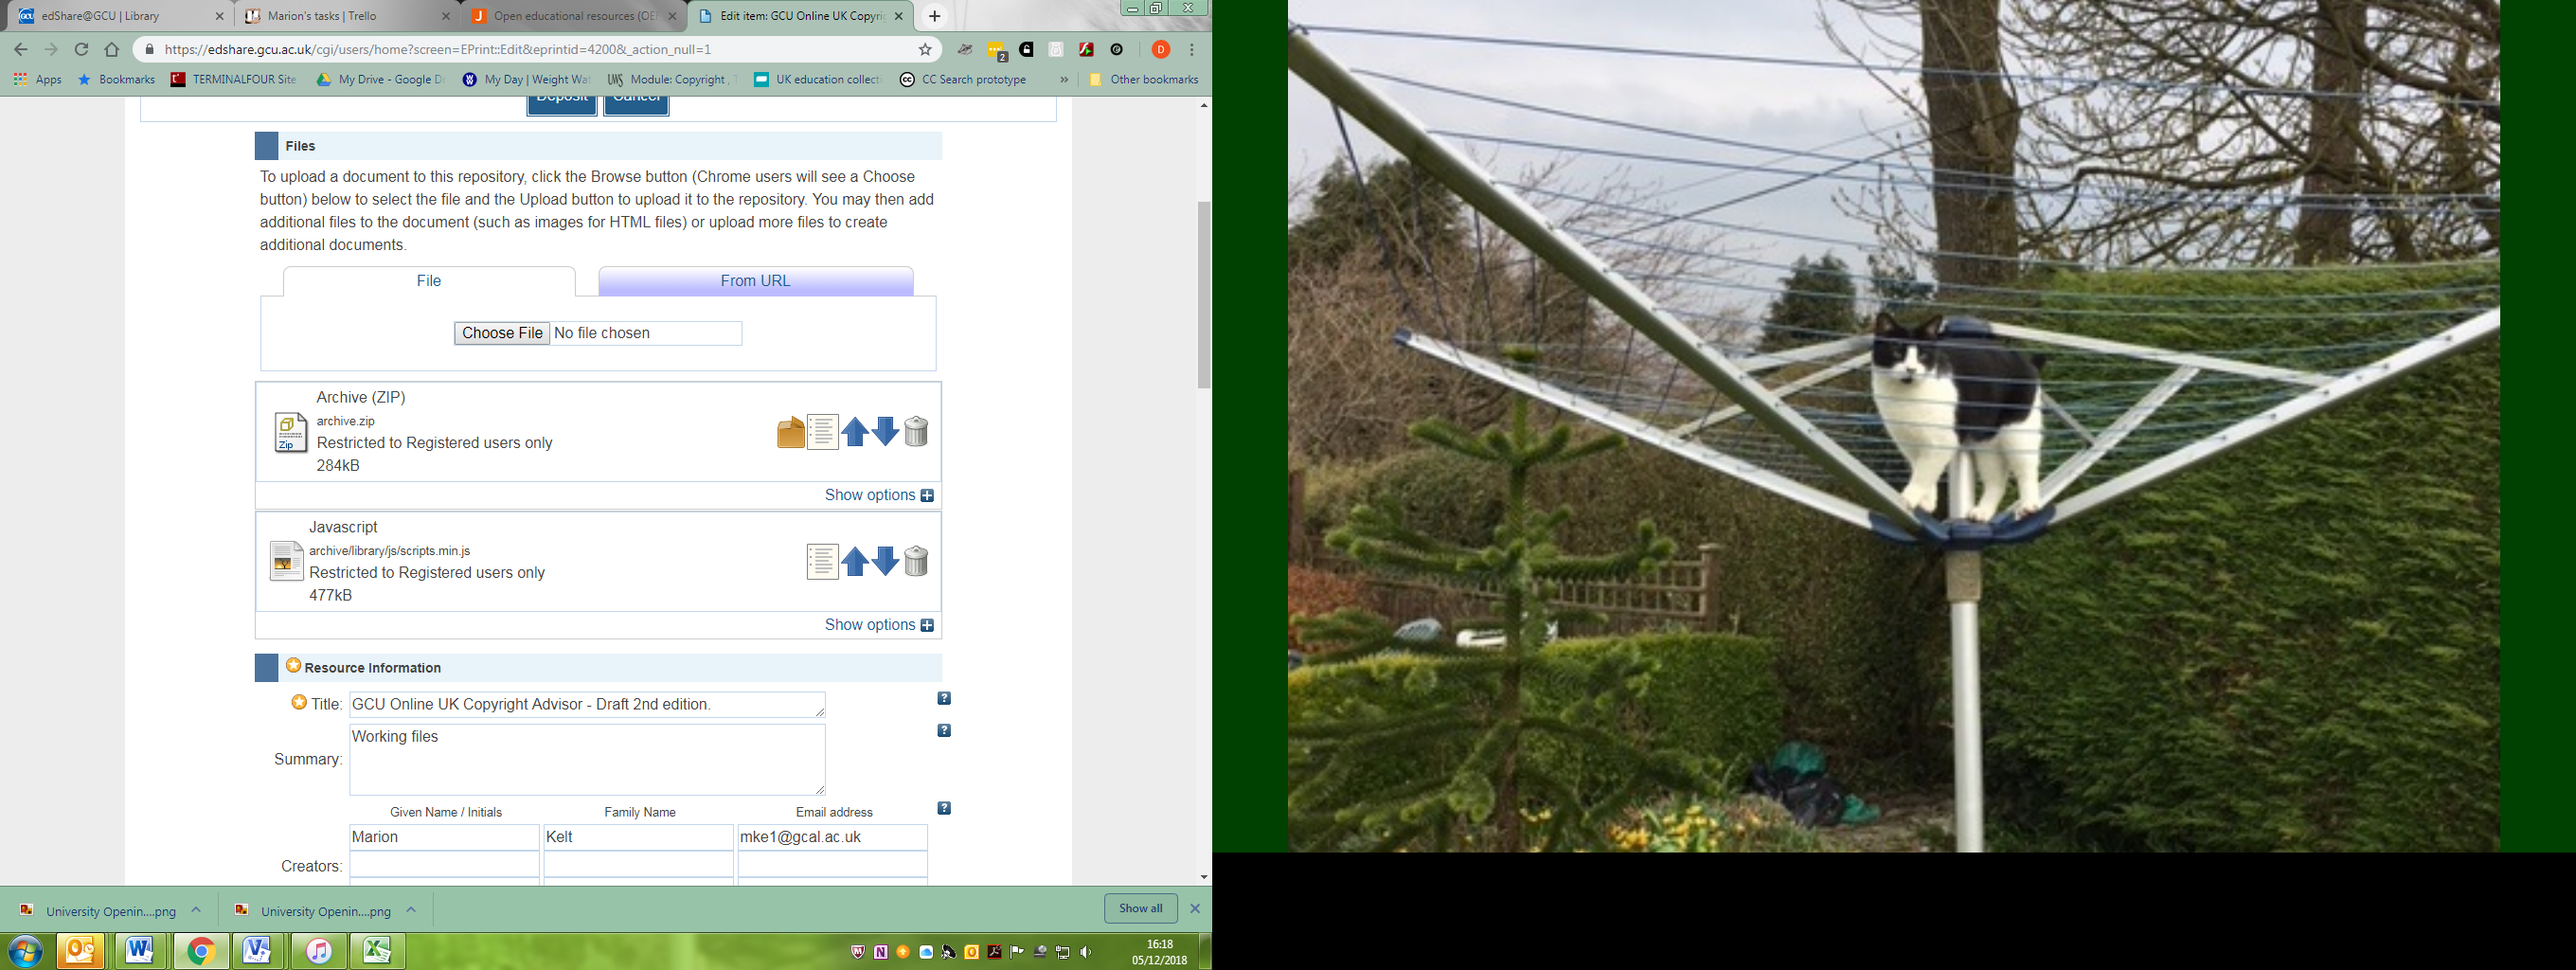 edShare@GCU | Library
Marion's tasks | Trello
Open educational resources (OER
Edit item: GCU Online UK Copyrig
https://edshare.gcu.ac.uk/cgi/users/home?screen=EPrint::Edit&eprintid=4200&_action_null=1
2
D
Apps
Bookmarks
TERMINALFOUR Site
My Drive - Google Dr
My Day | Weight Wat
Module: Copyright ,
UK education collect
CC Search prototype
»
Other bookmarks
Deposit
Cancel
Files
To upload a document to this repository, click the Browse button (Chrome users will see a Choose
button) below to select the file and the Upload button to upload it to the repository. You may then add
additional files to the document (such as images for HTML files) or upload more files to create
additional documents.
File
From URL
Choose File
No file chosen
Archive (ZIP)
archive.zip
Zip
Restricted to Registered users only
284kB
Show options
Javascript
archive/library/js/scripts.min.js
Restricted to Registered users only
477kB
Show options
Resource Information
Title:
GCU Online UK Copyright Advisor - Draft 2nd edition.
Summary:
Working files
Given Name / Initials
Family Name
Email address
Marion
Kelt
mke1@gcal.ac.uk
Creators:
University Openin....png
University Openin....png
Show all
16:18
05/12/2018